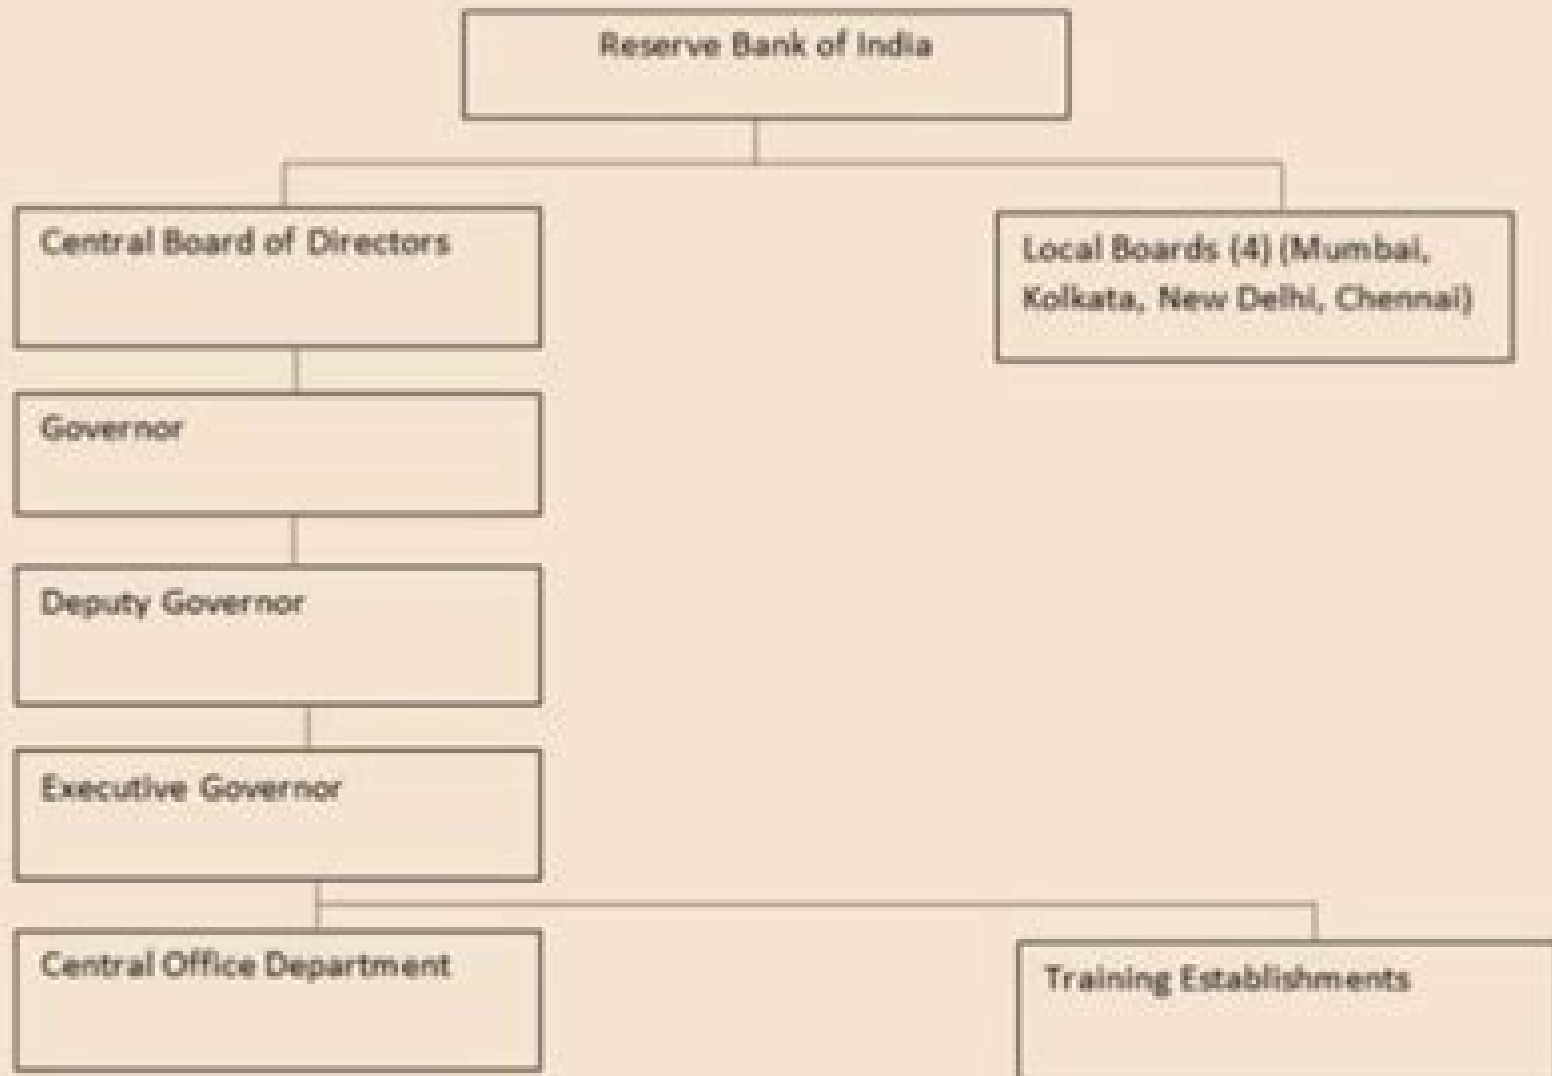 Reserve Bank of India
Central Board of Directors
Local Boards (4) (Mumbai,
Kolkata, New Delhi, Chennai)
Governor
Deputy Governor
Executive Governor
Central Office Department
Training Establishments